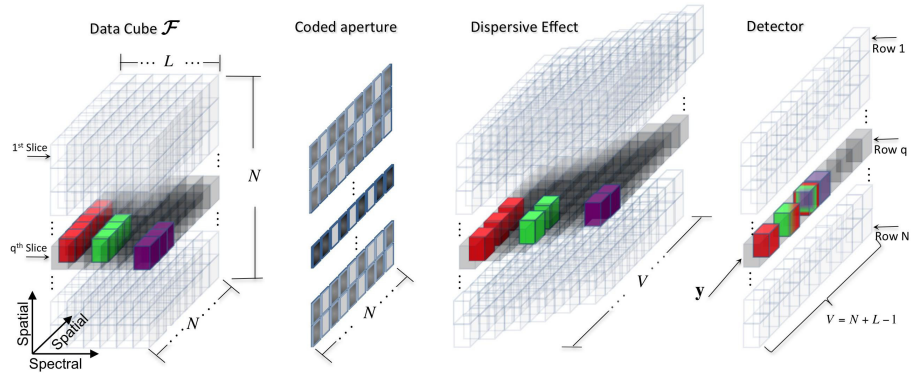 Data Cube 𝓕
Coded aperture
Dispersive Effect
Detector
··· L ···
Row 1
1st Slice
N
Row q
qth Slice
Row N
V
y
N
N
V = N + L − 1
Spatial
Spatial
Spectral